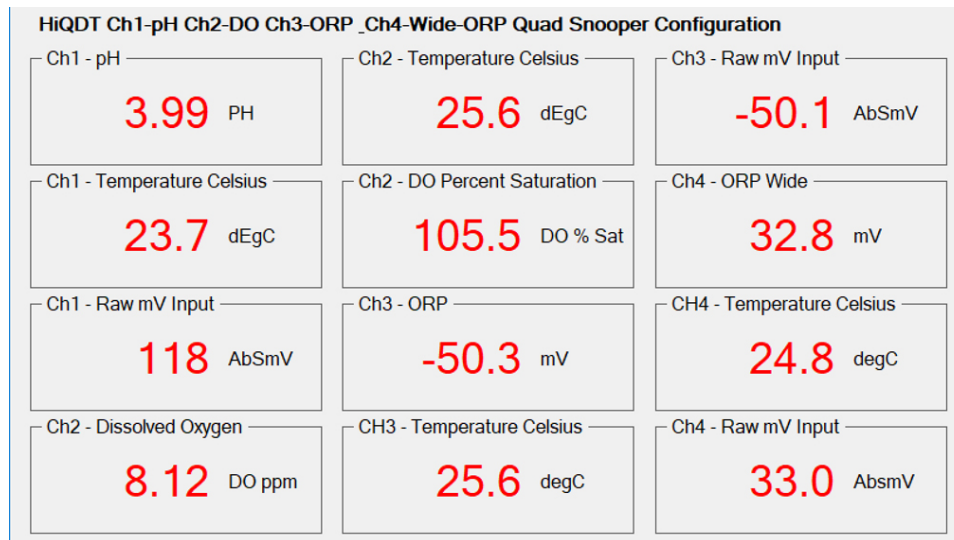 HiQDT Ch1-pH Ch2-DO Ch3-ORP _Ch4-Wide-ORP Quad Snooper Configuration
Ch1 - pH
3.99 PH
Ch2 - Temperature Celsius
25.6 dEgC
Ch3 - Raw mV Input
-50.1 AbSmV
Ch1 - Temperature Celsius
23.7 dEgC
Ch2 - DO Percent Saturation
105.5 DO % Sat
Ch4 - ORP Wide
32.8 mV
Ch1 - Raw mV Input
118 AbSmV
Ch3 - ORP
-50.3 mV
CH4 - Temperature Celsius
24.8 degC
Ch2 - Dissolved Oxygen
8.12 DO ppm
CH3 - Temperature Celsius
25.6 degC
Ch4 - Raw mV Input
33.0 AbsmV